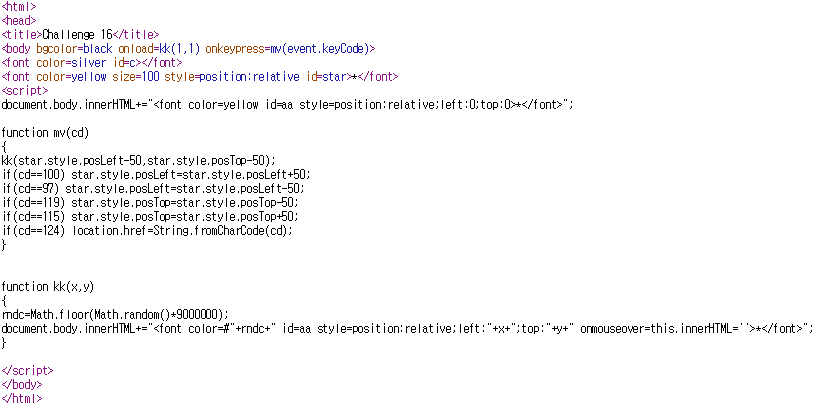 <html>
<head>
<title>Challenge 16</title>
<body bgcolor=black onload=kk(1,1) onkeypress=mv(event.keyCode)>
<font color=silver id=c></font>
<font color=yellow size=100 style=position:relative id=star>*</font>
<script>
document.body.innerHTML+="<font color=yellow id=aa style=position:relative;left:0;top:0>*</font>";
function mv(cd)
{
kk(star.style.posLeft-50,star.style.posTop-50);
if(cd==100) star.style.posLeft=star.style.posLeft+50;
if(cd==97) star.style.posLeft=star.style.posLeft-50;
if(cd==119) star.style.posTop=star.style.posTop-50;
if(cd==115) star.style.posTop=star.style.posTop+50;
if(cd==124) location.href=String.fromCharCode(cd);
}
function kk(x,y)
{
rndc=Math.floor(Math.random()*9000000);
document.body.innerHTML+="<font color=#"+rndc+" id=aa style=position:relative;left:"+x+";top:"+y+" onmouseover=this.innerHTML=''>*</font>";
}
</script>
</body>
</html>